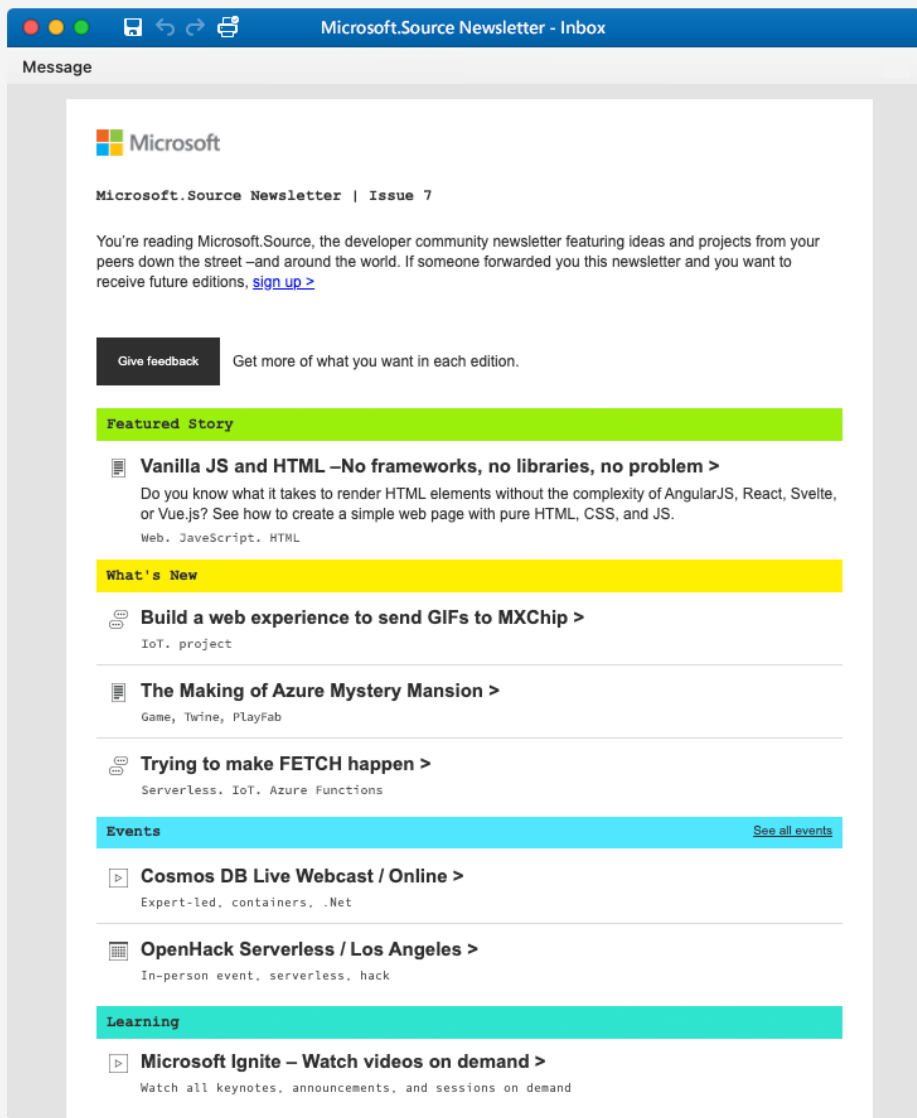 Microsoft.Source Newsletter - Inbox
Message
Microsoft
Microsoft.Source Newsletter | Issue 7
You're reading Microsoft.Source, the developer community newsletter featuring ideas and projects from your
peers down the street –and around the world. If someone forwarded you this newsletter and you want to
receive future editions, sign up >
Give feedback Get more of what you want in each edition.
Featured Story
Vanilla JS and HTML –No frameworks, no libraries, no problem >
Do you know what it takes to render HTML elements without the complexity of AngularJS, React, Svelte,
or Vue.js? See how to create a simple web page with pure HTML, CSS, and JS.
Web. JaveScript. HTML
What's New
Build a web experience to send GIFs to MXChip >
IoT. project
The Making of Azure Mystery Mansion >
Game, Twine, PlayFab
Trying to make FETCH happen >
Serverless. IoT. Azure Functions
Events See all events
Cosmos DB Live Webcast / Online >
Expert-led, containers, .Net
OpenHack Serverless / Los Angeles >
In-person event, serverless, hack
Learning
Microsoft Ignite – Watch videos on demand >
Watch all keynotes, announcements, and sessions on demand